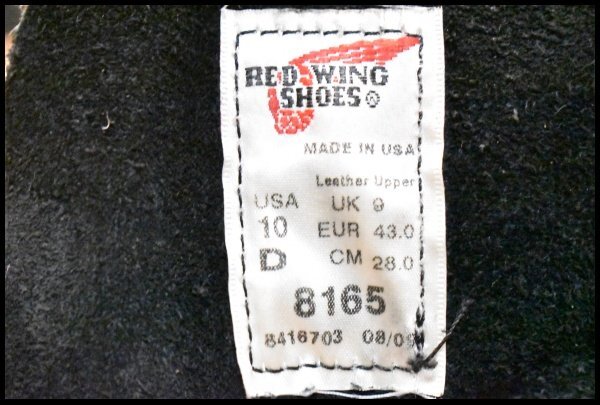 RED WING
SHOES®
MADE IN USA
Leather Upper
USA UK 9
10 EUR 43.0
D CM 28.0
8165
8416703 08/09